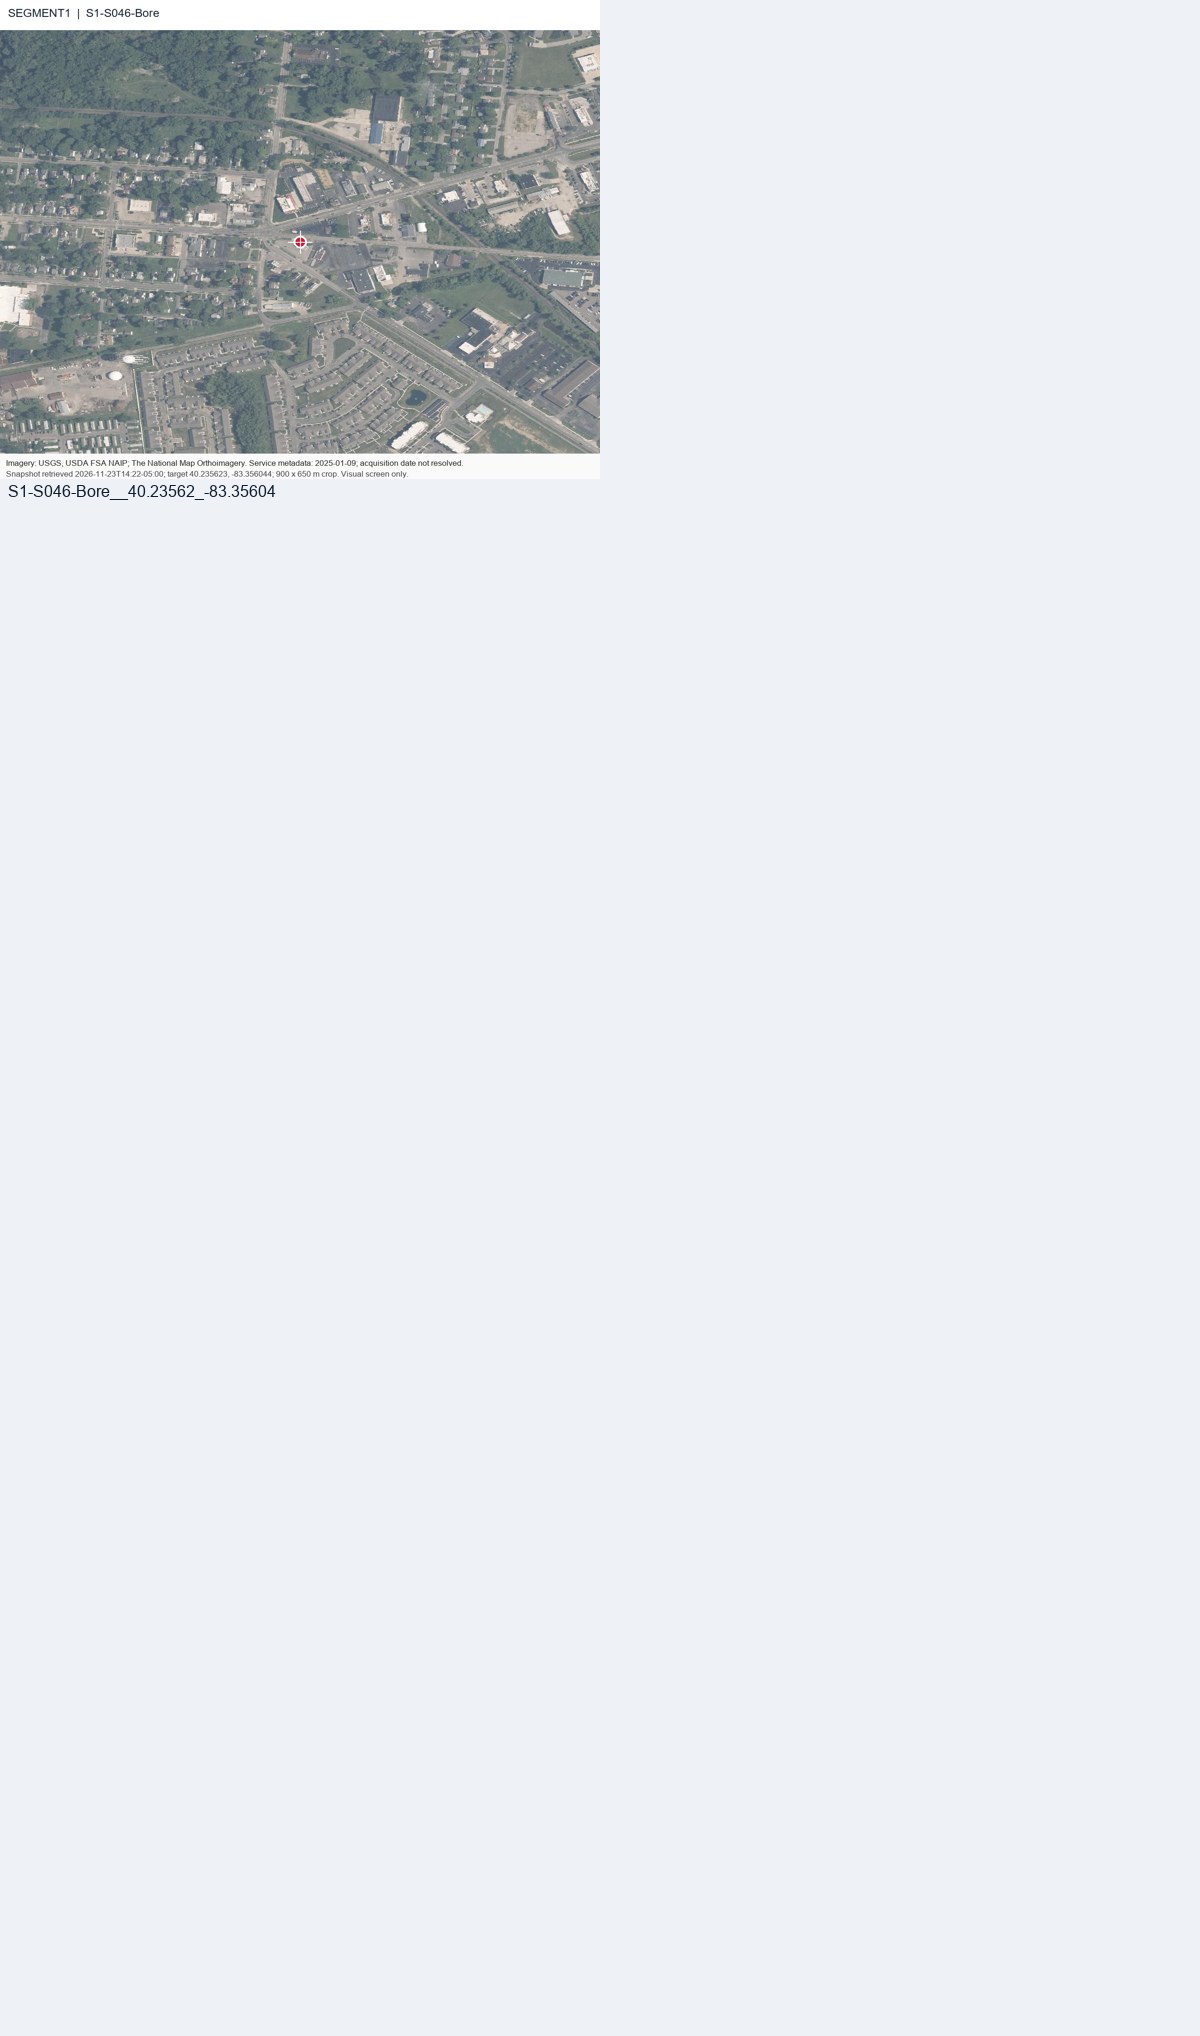 SEGMENT1 | S1-S046-Bore
Imagery: USGS, USDA FSA NAIP; The National Map Orthoimagery. Service metadata: 2025-01-09; acquisition date not resolved.
Snapshot retrieved 2026-11-23T14:22-05:00; target 40.235623, -83.356044; 900 x 650 m crop. Visual screen only.
S1-S046-Bore__40.23562_-83.35604